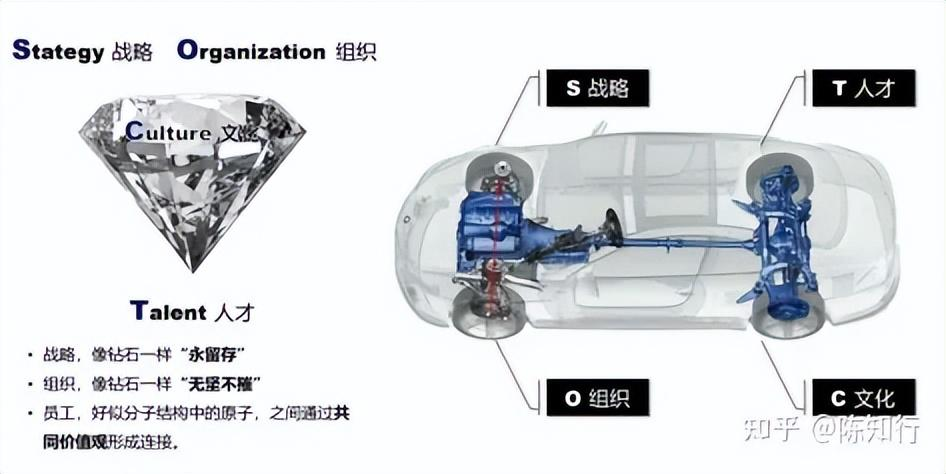 Stategy 战略 Organization 组织
Culture 文化
Talent 人才
• 战略，像钻石一样“永留存”
• 组织，像钻石一样“无坚不摧”
• 员工，好似分子结构中的原子，之间通过共
同价值观形成连接。
S 战略
T 人才
O 组织
C 文化
知乎 @陈知行